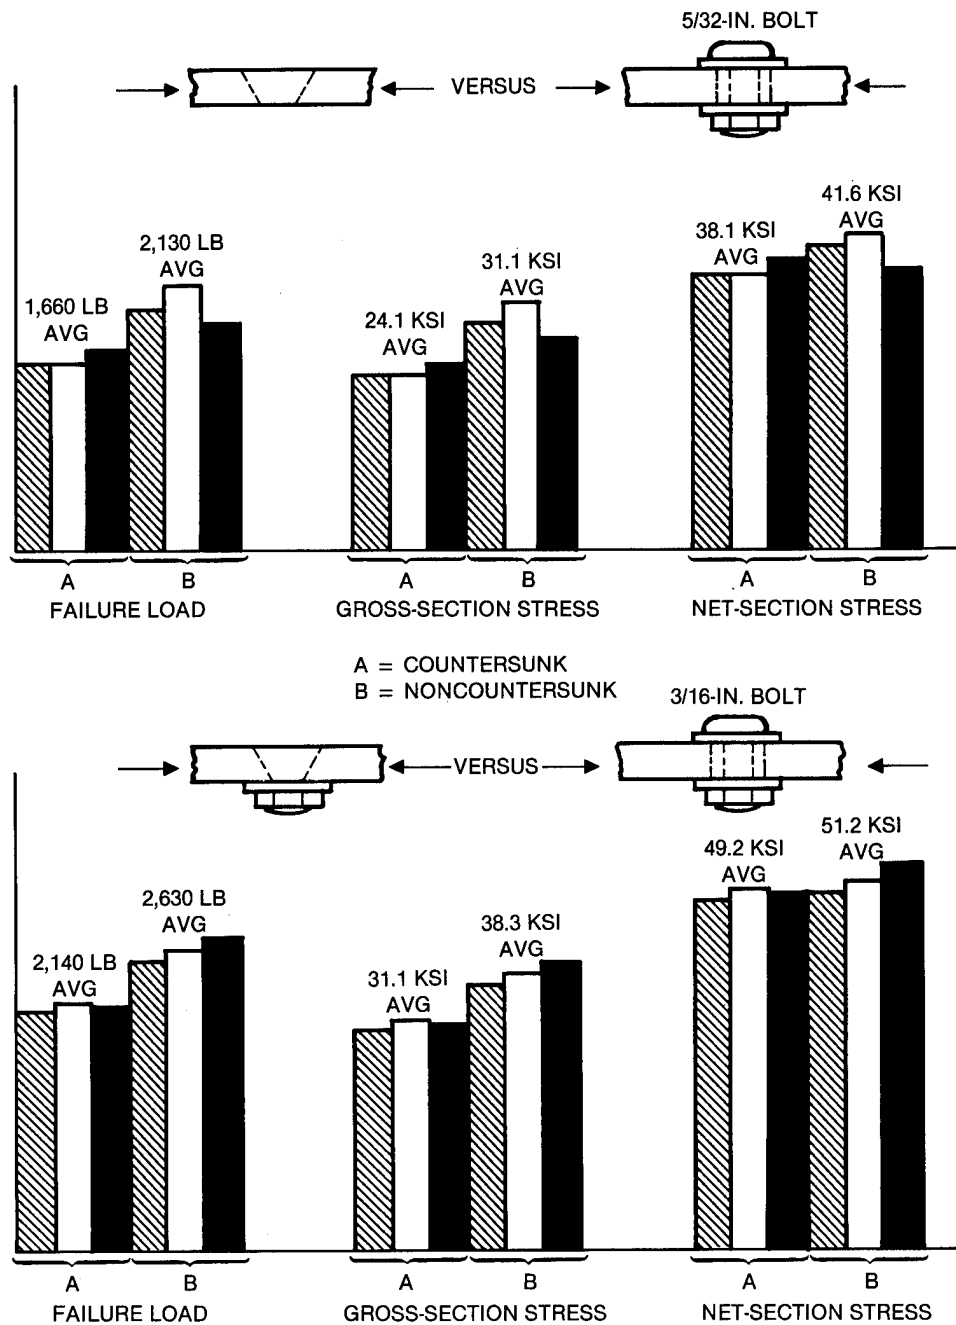 5/32-IN. BOLT
VERSUS
1,660 LB
AVG
2,130 LB
AVG
24.1 KSI
AVG
31.1 KSI
AVG
38.1 KSI
AVG
41.6 KSI
AVG
A
B
FAILURE LOAD
A
B
GROSS-SECTION STRESS
A
B
NET-SECTION STRESS
A = COUNTERSUNK
B = NONCOUNTERSUNK
3/16-IN. BOLT
VERSUS
2,140 LB
AVG
2,630 LB
AVG
31.1 KSI
AVG
38.3 KSI
AVG
49.2 KSI
AVG
51.2 KSI
AVG
A
B
FAILURE LOAD
A
B
GROSS-SECTION STRESS
A
B
NET-SECTION STRESS